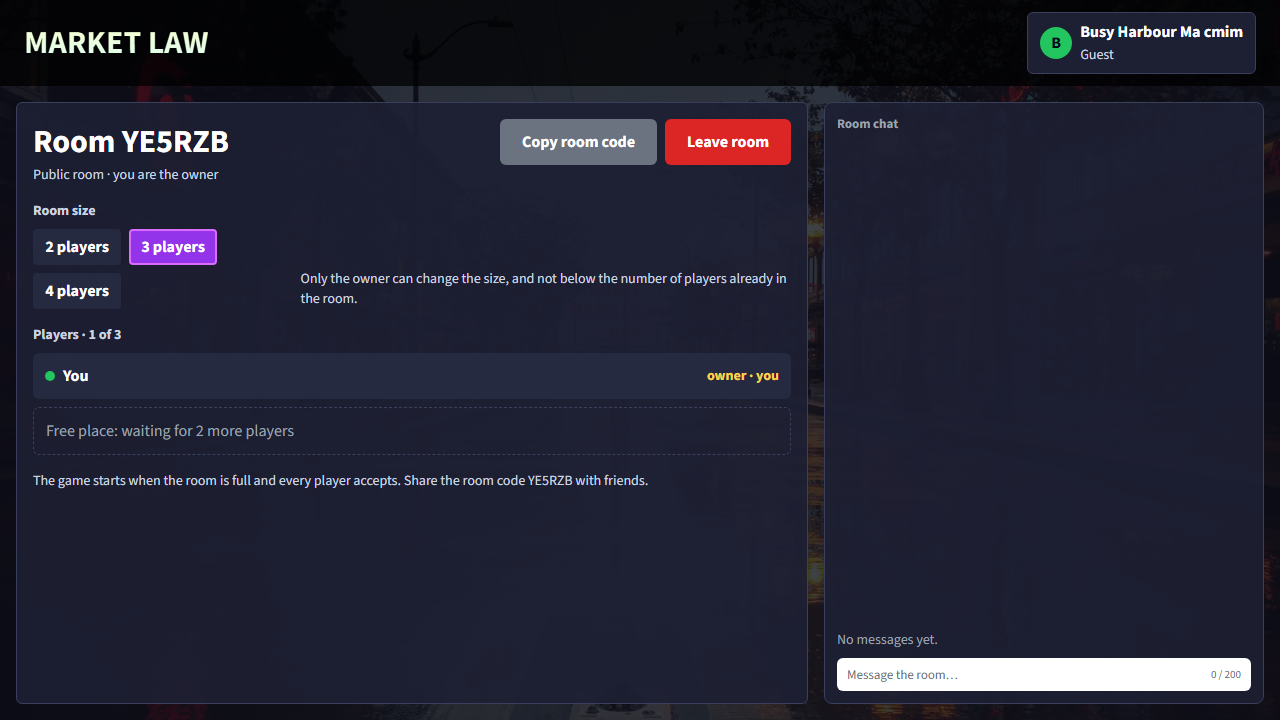 MARKET LAW
B
Busy Harbour Ma cmim
Guest
Room YE5RZB
Copy room code
Leave room
Public room · you are the owner
Room size
2 players
3 players
4 players
Only the owner can change the size, and not below the number of players already in
the room.
Players · 1 of 3
You
owner · you
Free place: waiting for 2 more players
The game starts when the room is full and every player accepts. Share the room code YE5RZB with friends.
Room chat
No messages yet.
Message the room…
0 / 200